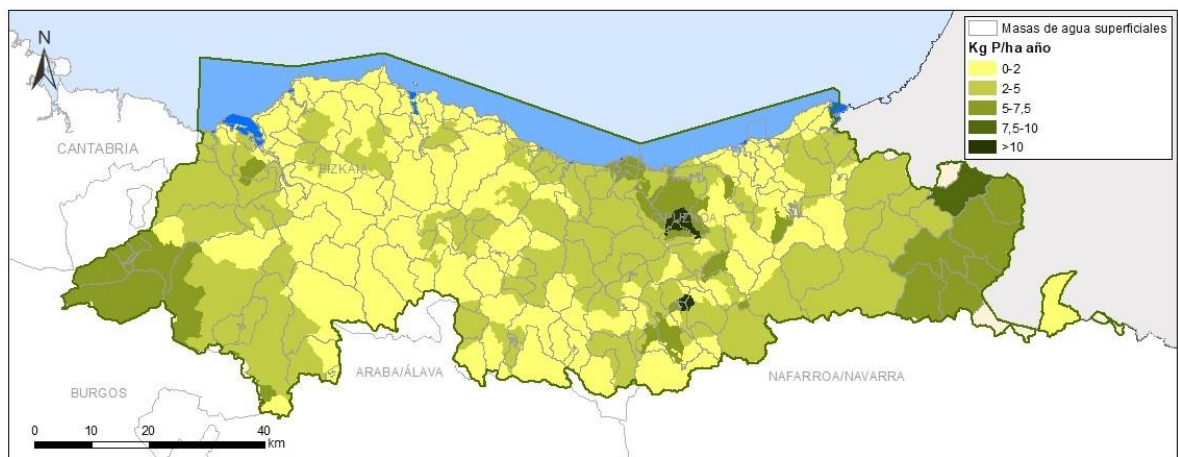 N
Masas de agua superficiales
Kg P/ha año
0-2
2-5
5-7,5
7,5-10
>10
CANTABRIA
BIZKAIA
BURGOS
ARABA/ÁLAVA
NAFARROA/NAVARRA
0 10 20 40
km